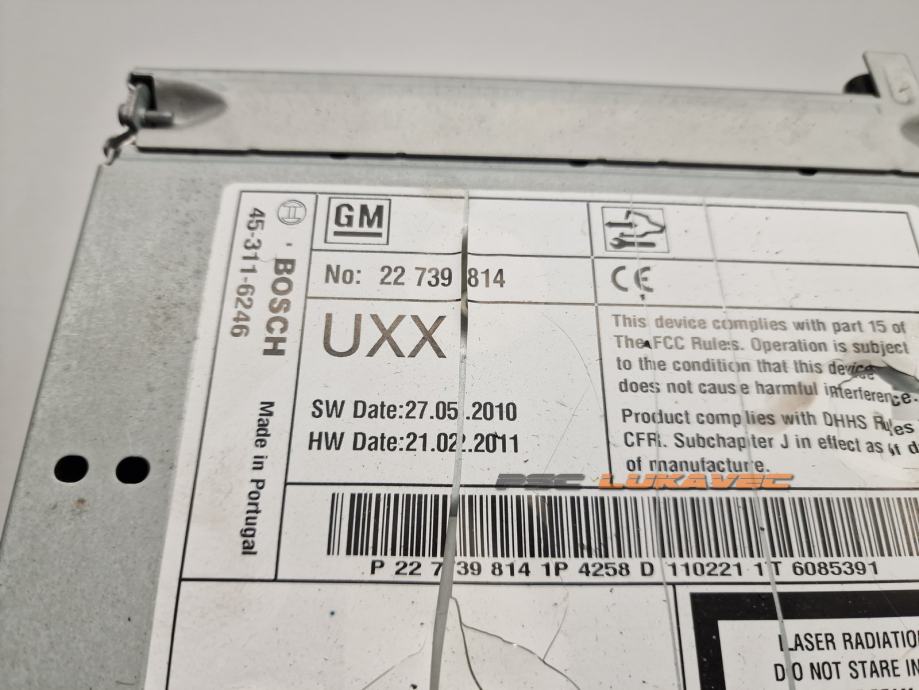 BOSCH
45-311-6246
Made in Portugal
GM
No: 22 739 814
CE
UXX
SW Date:27.05.2010
HW Date:21.02.2011
This device complies with part 15 of
The FCC Rules. Operation is subject
to the condition that this device
does not cause harmful interference.
Product complies with DHHS Rules
CFR. Subchapter J in effect as of d
of manufacture.
PSC LUKAVEC
P 22 739 814 1P 4258 D 110221 1T 6085391
LASER RADIATIO
DO NOT STARE IN